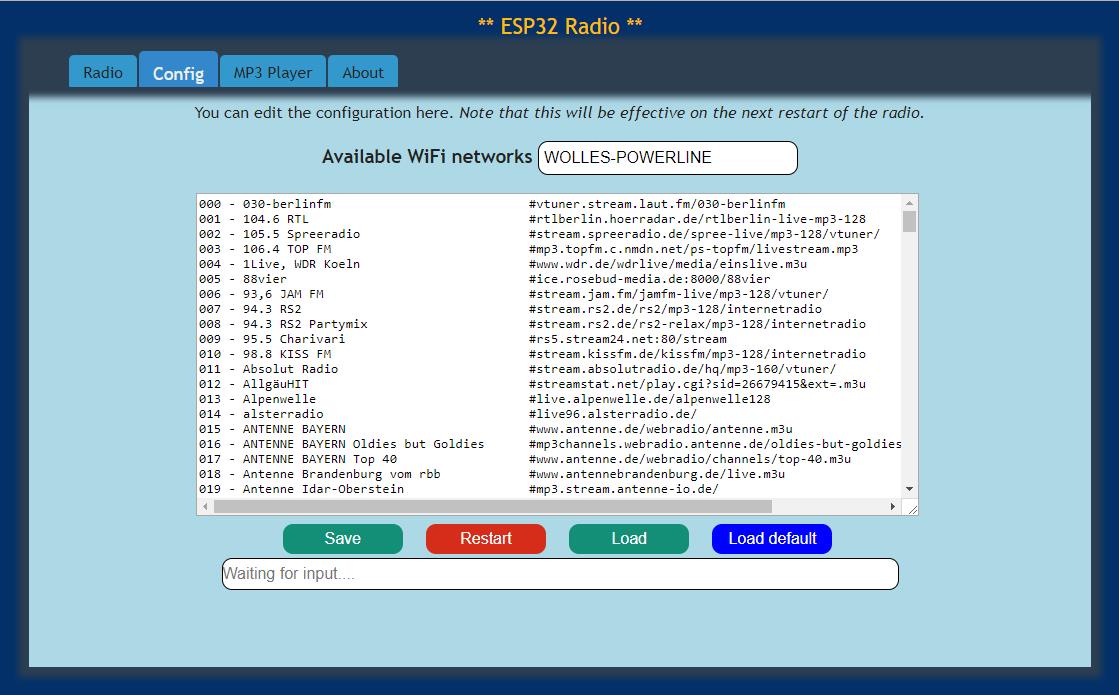 ** ESP32 Radio **
Radio Config MP3 Player About
You can edit the configuration here. Note that this will be effective on the next restart of the radio.
Available WiFi networks WOLLES-POWERLINE
000 - 030-berlinfm #vtuner.stream.laut.fm/030-berlinfm
001 - 104.6 RTL #rtlberlin.hoerradar.de/rtlberlin-live-mp3-128
002 - 105.5 Spreeradio #stream.spreeradio.de/spree-live/mp3-128/vtuner/
003 - 106.4 TOP FM #mp3.topfm.c.nmdn.net/ps-topfm/livestream.mp3
004 - 1Live, WDR Koeln #www.wdr.de/wdrlive/media/einslive.m3u
005 - 88vier #ice.rosebud-media.de:8000/88vier
006 - 93,6 JAM FM #stream.jam.fm/jamfm-live/mp3-128/vtuner/
007 - 94.3 RS2 #stream.rs2.de/rs2/mp3-128/internetradio
008 - 94.3 RS2 Partymix #stream.rs2.de/rs2-relax/mp3-128/internetradio
009 - 95.5 Charivari #rs5.stream24.net:80/stream
010 - 98.8 KISS FM #stream.kissfm.de/kissfm/mp3-128/internetradio
011 - Absolut Radio #stream.absolutradio.de/hq/mp3-160/vtuner/
012 - AllgäuHIT #streamstat.net/play.cgi?sid=26679415&ext=.m3u
013 - Alpenwelle #live.alpenwelle.de/alpenwelle128
014 - alsterradio #live96.alsterradio.de/
015 - ANTENNE BAYERN #www.antenne.de/webradio/antenne.m3u
016 - ANTENNE BAYERN Oldies but Goldies #mp3channels.webradio.antenne.de/oldies-but-goldies
017 - ANTENNE BAYERN Top 40 #www.antenne.de/webradio/channels/top-40.m3u
018 - Antenne Brandenburg vom rbb #www.antennebrandenburg.de/live.m3u
019 - Antenne Idar-Oberstein #mp3.stream.antenne-io.de/
Save Restart Load Load default
Waiting for input....